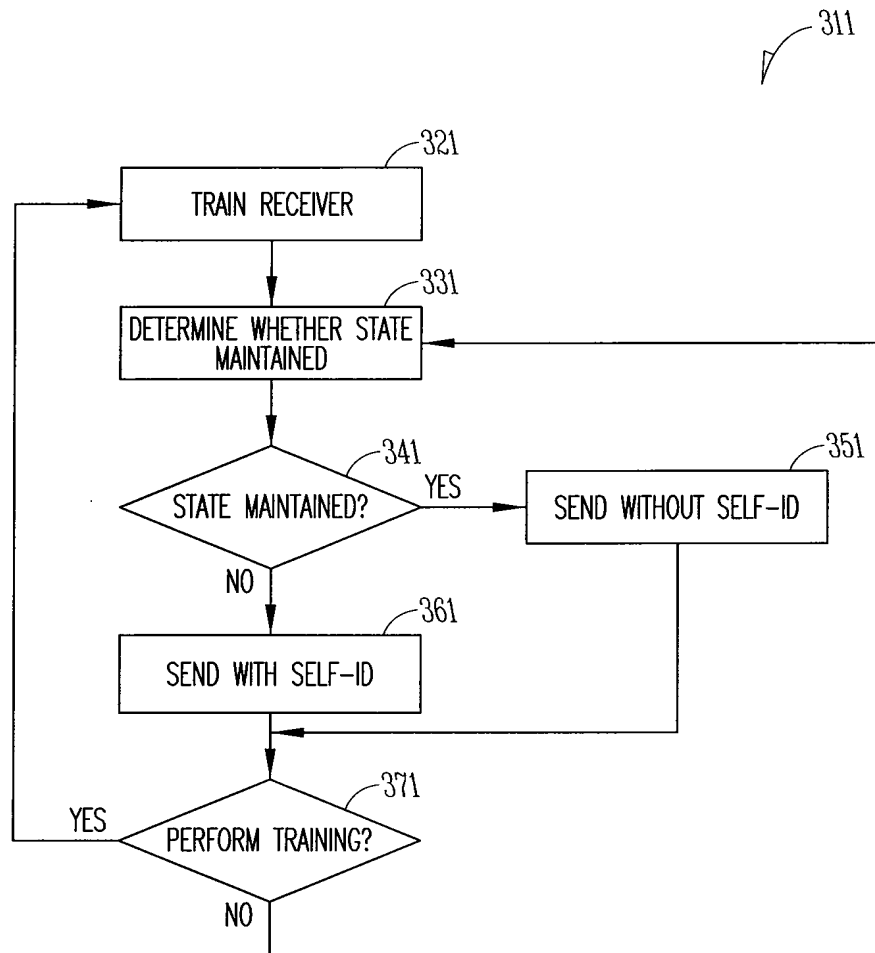 311
321
TRAIN RECEIVER
331
DETERMINE WHETHER STATE
MAINTAINED
341
STATE MAINTAINED?
YES
351
SEND WITHOUT SELF-ID
NO
361
SEND WITH SELF-ID
371
YES
PERFORM TRAINING?
NO